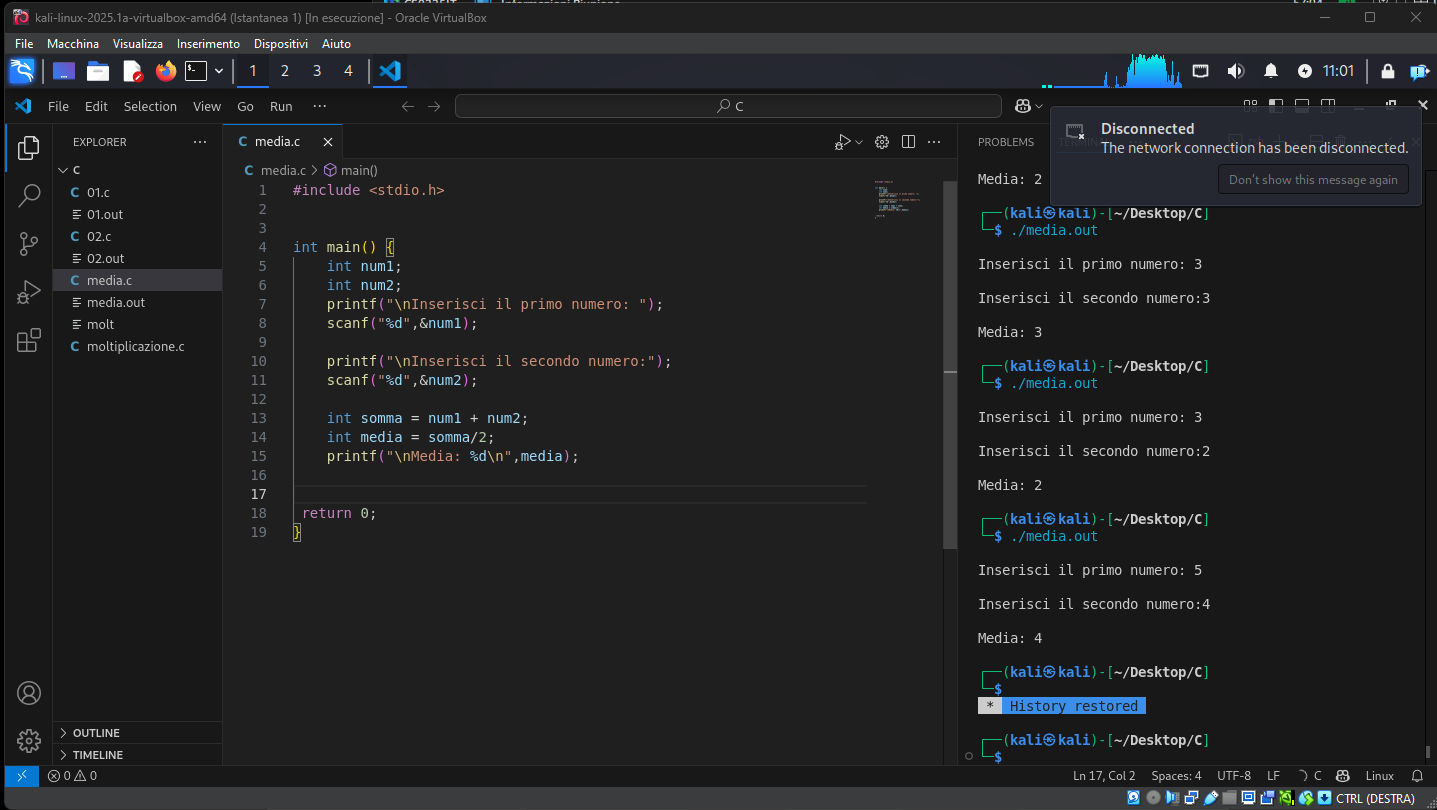 kali-linux-2025.1a-virtualbox-amd64 (Istantanea 1) [In esecuzione] - Oracle VirtualBox
File Macchina Visualizza Inserimento Dispositivi Aiuto
1 2 3 4 11:01
File Edit Selection View Go Run ··· C
Disconnected
The network connection has been disconnected.
Don't show this message again
EXPLORER
C
01.c
01.out
02.c
02.out
media.c
media.out
molt
moltiplicazione.c
OUTLINE
TIMELINE
media.c
media.c > main()
1 #include <stdio.h>
2
3
4 int main() {
5 int num1;
6 int num2;
7 printf("\nInserisci il primo numero: ");
8 scanf("%d",&num1);
9
10 printf("\nInserisci il secondo numero:");
11 scanf("%d",&num2);
12
13 int somma = num1 + num2;
14 int media = somma/2;
15 printf("\nMedia: %d\n",media);
16
17
18 return 0;
19 }
PROBLEMS TERMINAL
Media: 2
(kali㉿kali)-[~/Desktop/C]
$ ./media.out
Inserisci il primo numero: 3
Inserisci il secondo numero:3
Media: 3
(kali㉿kali)-[~/Desktop/C]
$ ./media.out
Inserisci il primo numero: 3
Inserisci il secondo numero:2
Media: 2
(kali㉿kali)-[~/Desktop/C]
$ ./media.out
Inserisci il primo numero: 5
Inserisci il secondo numero:4
Media: 4
(kali㉿kali)-[~/Desktop/C]
$
* History restored
(kali㉿kali)-[~/Desktop/C]
$
0 0 Ln 17, Col 2 Spaces: 4 UTF-8 LF C Linux
CTRL (DESTRA)